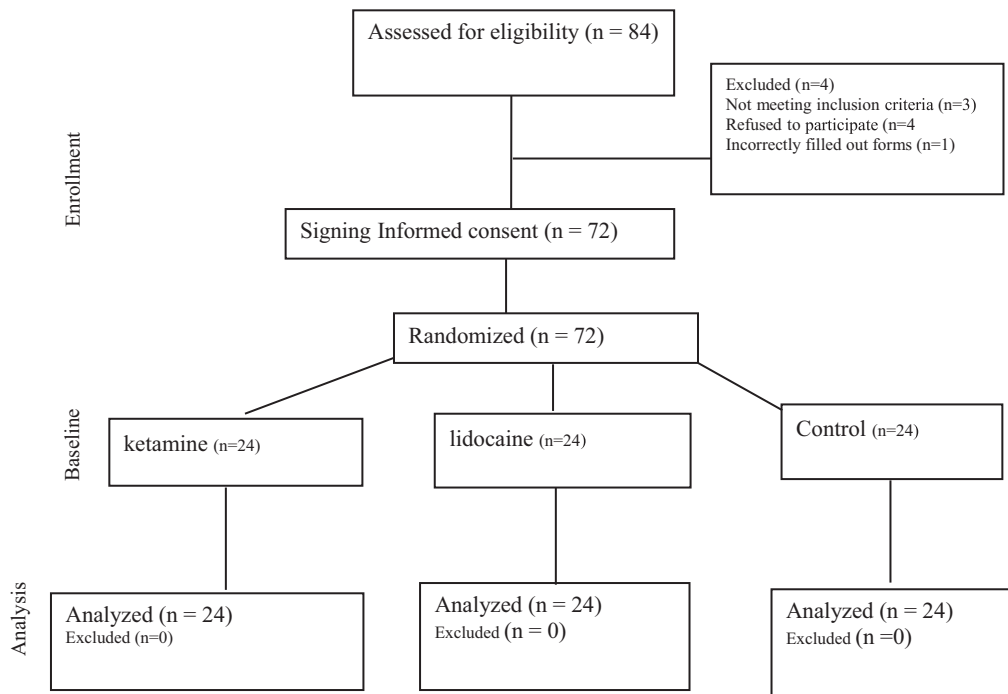 Assessed for eligibility (n = 84)
Excluded (n=4)
Not meeting inclusion criteria (n=3)
Refused to participate (n=4
Incorrectly filled out forms (n=1)
Enrollment
Signing Informed consent (n = 72)
Randomized (n = 72)
Baseline
ketamine (n=24)
lidocaine (n=24)
Control (n=24)
Analysis
Analyzed (n = 24)
Excluded (n=0)
Analyzed (n = 24)
Excluded (n = 0)
Analyzed (n = 24)
Excluded (n =0)